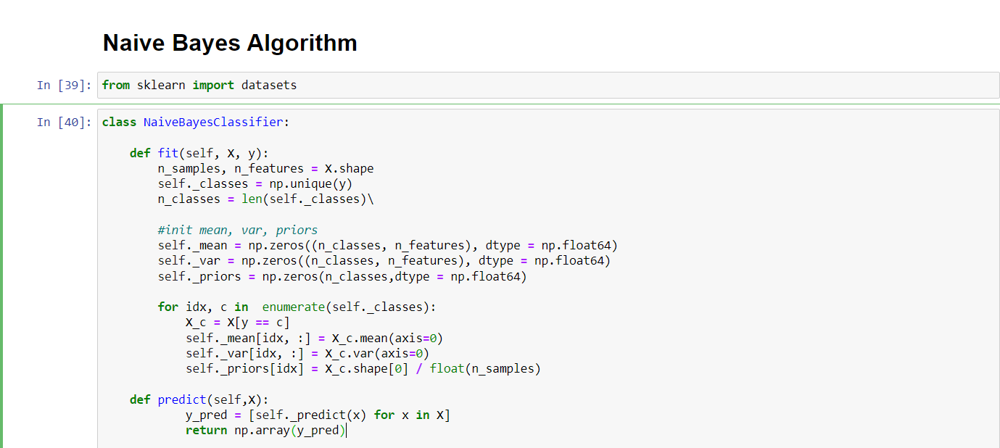 Naive Bayes Algorithm
In [39]: from sklearn import datasets
In [40]: class NaiveBayesClassifier:
    def fit(self, X, y):
        n_samples, n_features = X.shape
        self._classes = np.unique(y)
        n_classes = len(self._classes)\
        #init mean, var, priors
        self._mean = np.zeros((n_classes, n_features), dtype = np.float64)
        self._var = np.zeros((n_classes, n_features), dtype = np.float64)
        self._priors = np.zeros(n_classes,dtype = np.float64)
        for idx, c in  enumerate(self._classes):
            X_c = X[y == c]
            self._mean[idx, :] = X_c.mean(axis=0)
            self._var[idx, :] = X_c.var(axis=0)
            self._priors[idx] = X_c.shape[0] / float(n_samples)
    def predict(self,X):
            y_pred = [self._predict(x) for x in X]
            return np.array(y_pred)